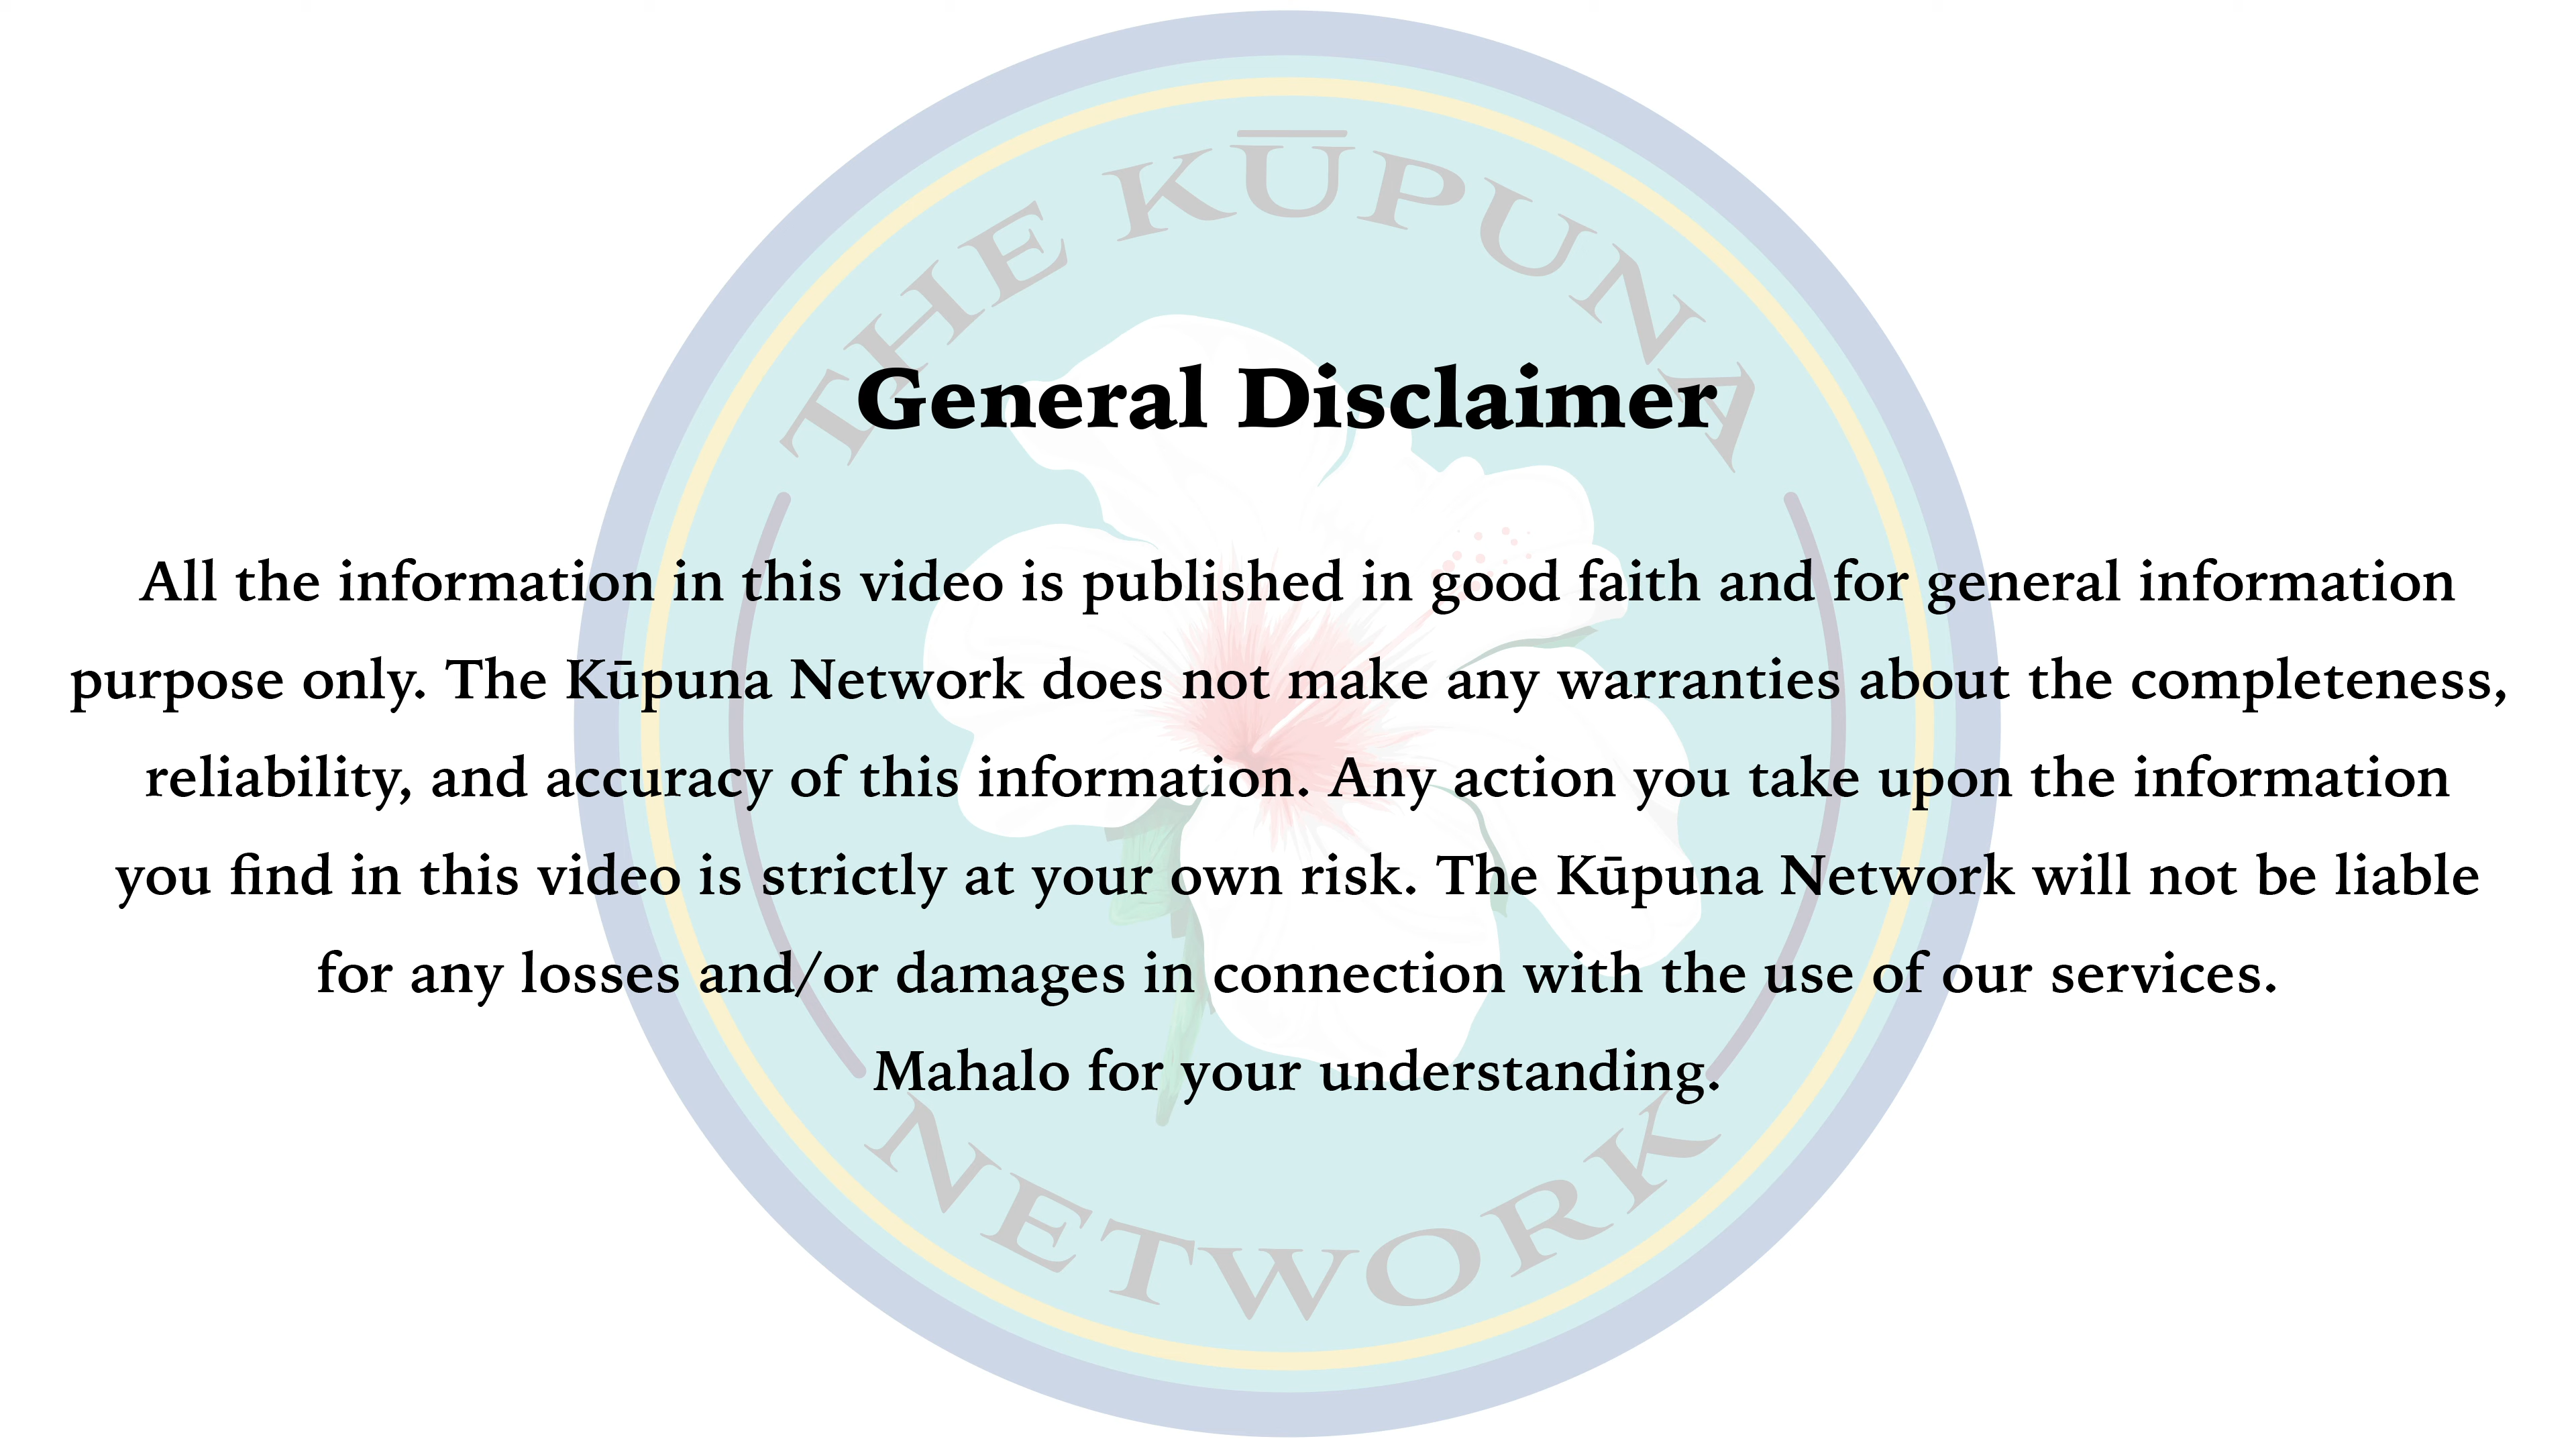 THE KŪPUNA
General Disclaimer
All the information in this video is published in good faith and for general information
purpose only. The Kūpuna Network does not make any warranties about the completeness,
reliability, and accuracy of this information. Any action you take upon the information
you find in this video is strictly at your own risk. The Kūpuna Network will not be liable
for any losses and/or damages in connection with the use of our services.
Mahalo for your understanding.
NETWORK